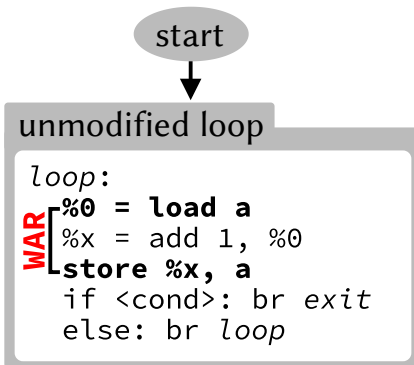 start
unmodified loop
loop:
%0 = load a
%x = add 1, %0
WAR
store %x, a
if <cond>: br exit
else: br loop